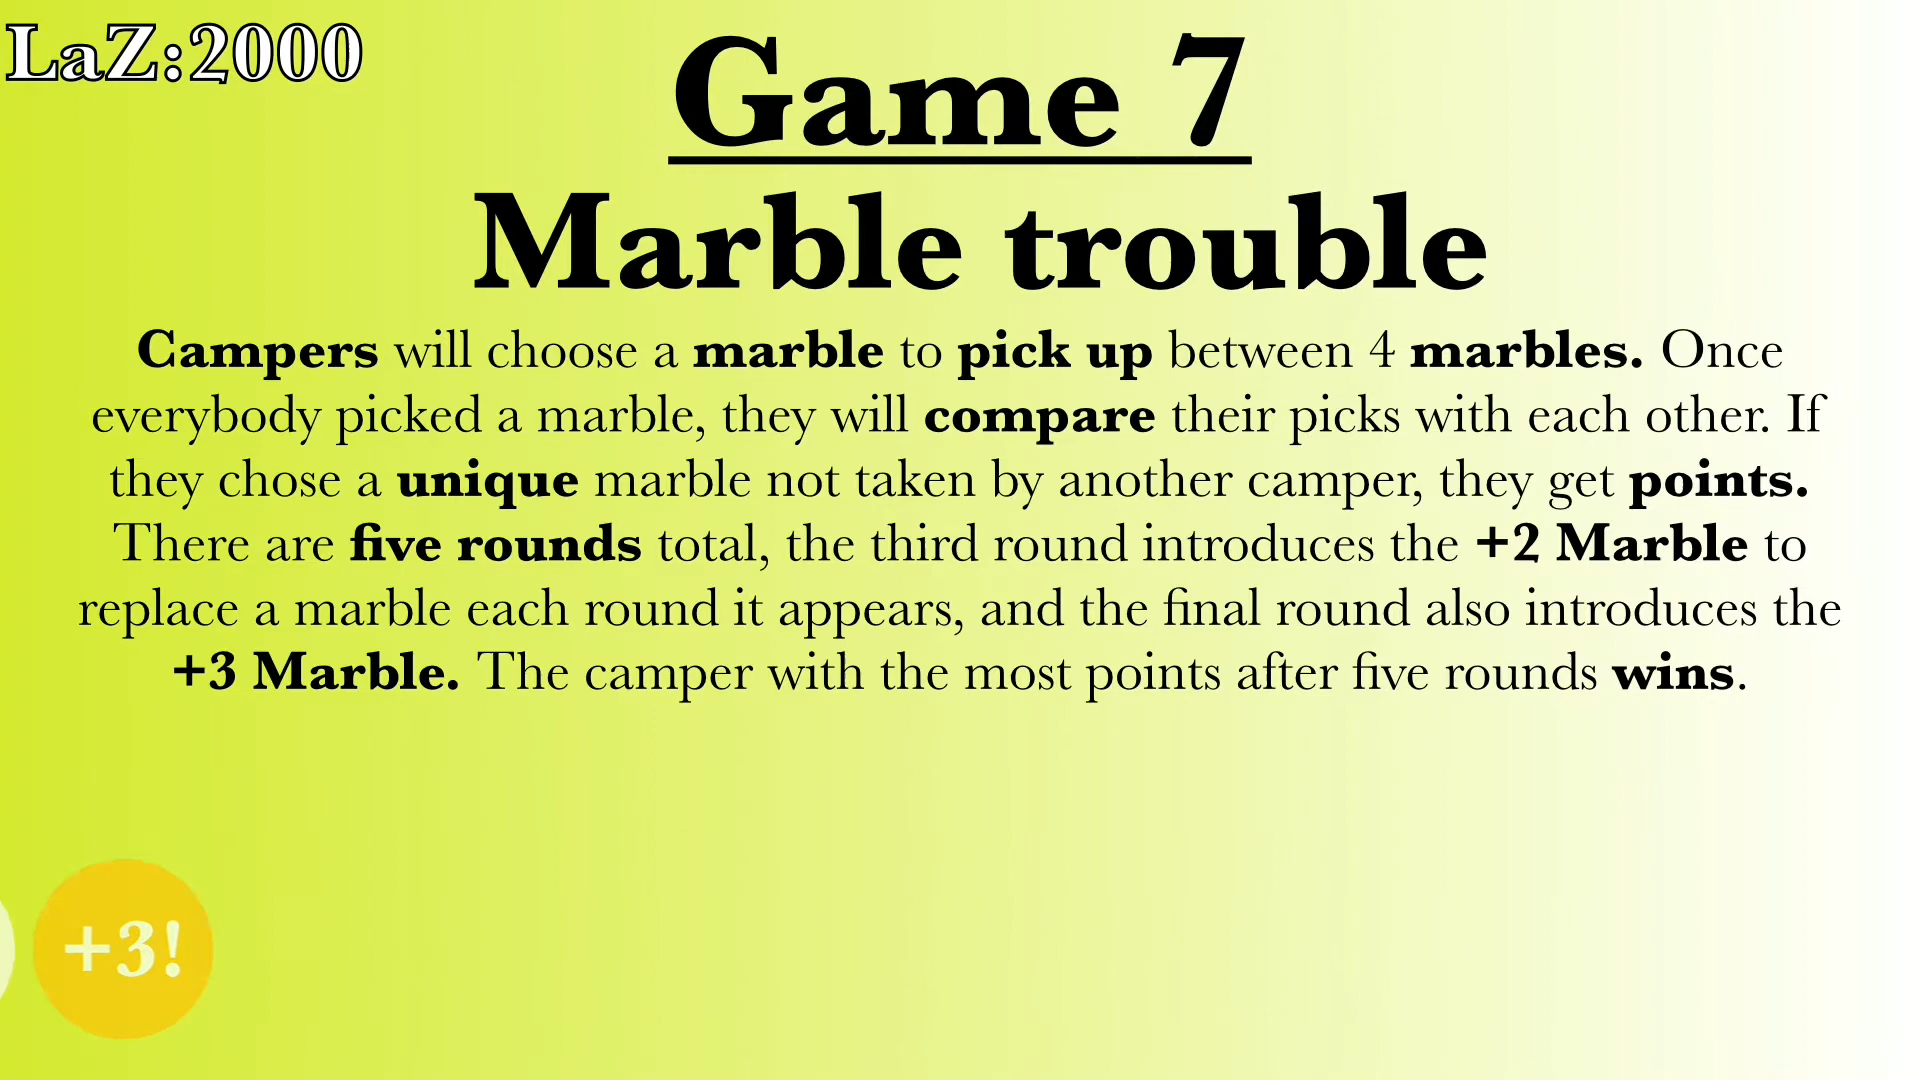 LaZ:2000
Game 7
Marble trouble
Campers will choose a marble to pick up between 4 marbles. Once
everybody picked a marble, they will compare their picks with each other. If
they chose a unique marble not taken by another camper, they get points.
There are five rounds total, the third round introduces the +2 Marble to
replace a marble each round it appears, and the final round also introduces the
+3 Marble. The camper with the most points after five rounds wins.
+3!